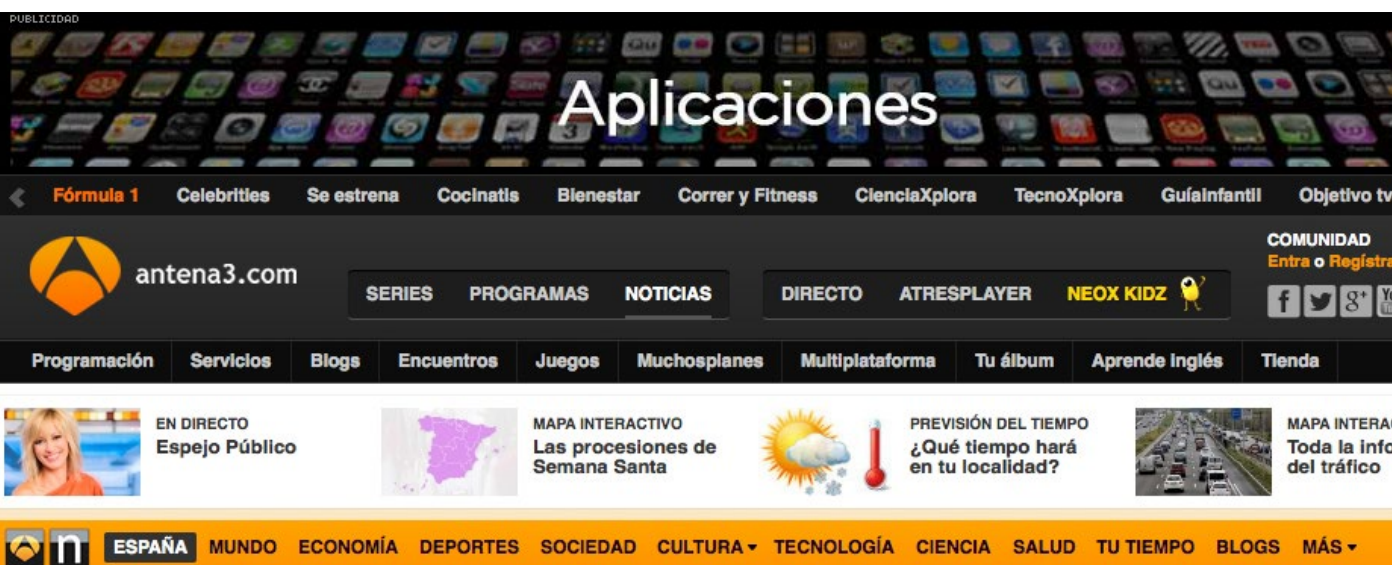 PUBLICIDAD
Aplicaciones
Fórmula 1 Celebrities Se estrena Cocinatis Bienestar Correr y Fitness CienciaXplora TecnoXplora GuíaInfantil Objetivo tv
COMUNIDAD
Entra o Regístra
antena3.com
SERIES PROGRAMAS NOTICIAS DIRECTO ATRESPLAYER NEOX KIDZ
Programación Servicios Blogs Encuentros Juegos Muchosplanes Multiplataforma Tu álbum Aprende Inglés Tienda
EN DIRECTO
Espejo Público
MAPA INTERACTIVO
Las procesiones de
Semana Santa
PREVISIÓN DEL TIEMPO
¿Qué tiempo hará
en tu localidad?
MAPA INTERA
Toda la info
del tráfico
n ESPAÑA MUNDO ECONOMÍA DEPORTES SOCIEDAD CULTURA TECNOLOGÍA CIENCIA SALUD TU TIEMPO BLOGS MÁS